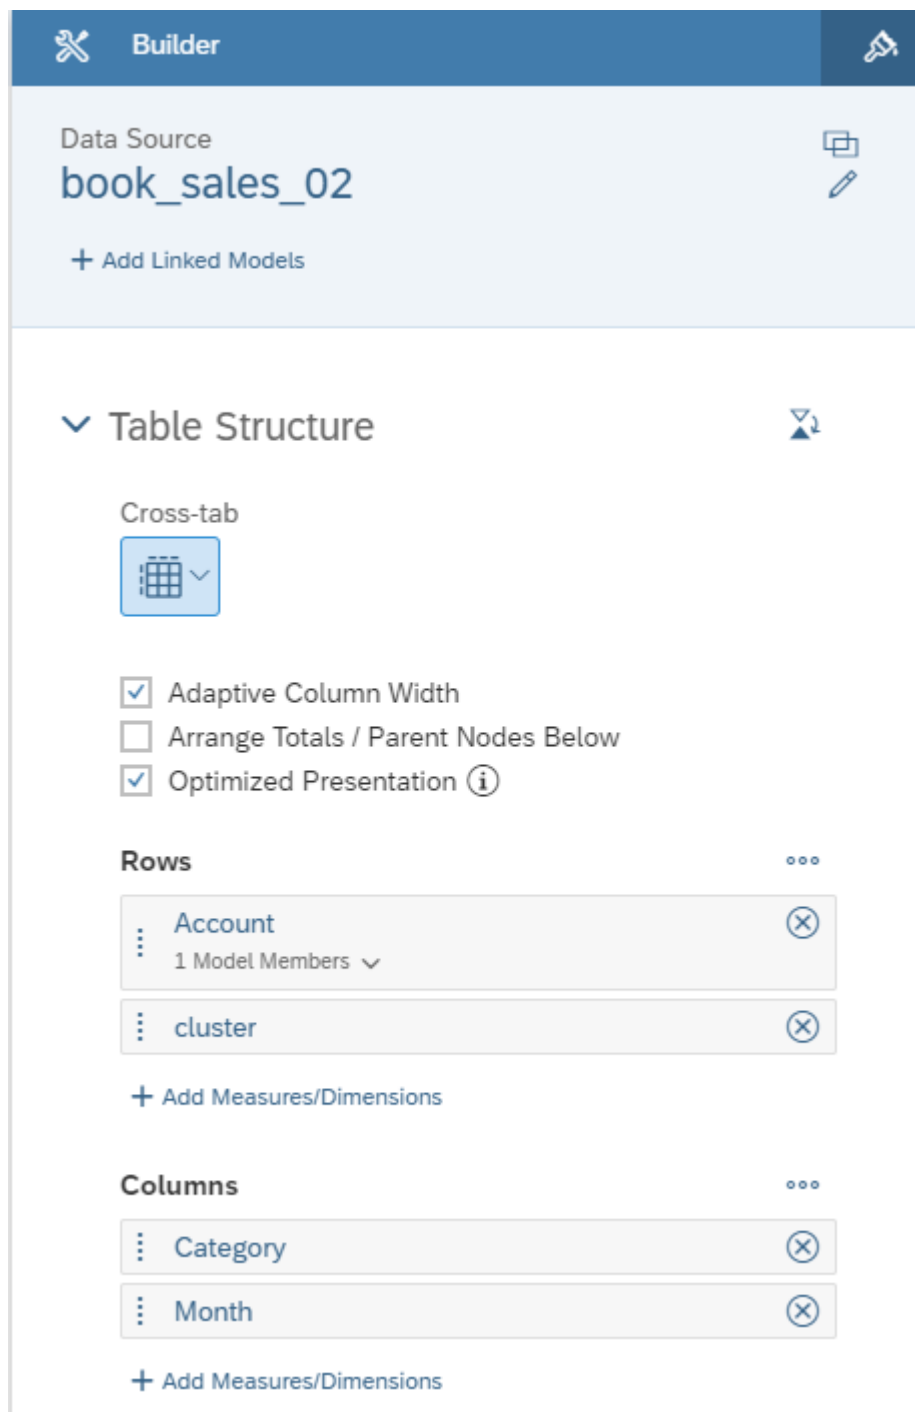 Builder
Data Source
book_sales_02
+ Add Linked Models
Table Structure
Cross-tab
Adaptive Column Width
Arrange Totals / Parent Nodes Below
Optimized Presentation
Rows
Account
1 Model Members
cluster
+ Add Measures/Dimensions
Columns
Category
Month
+ Add Measures/Dimensions